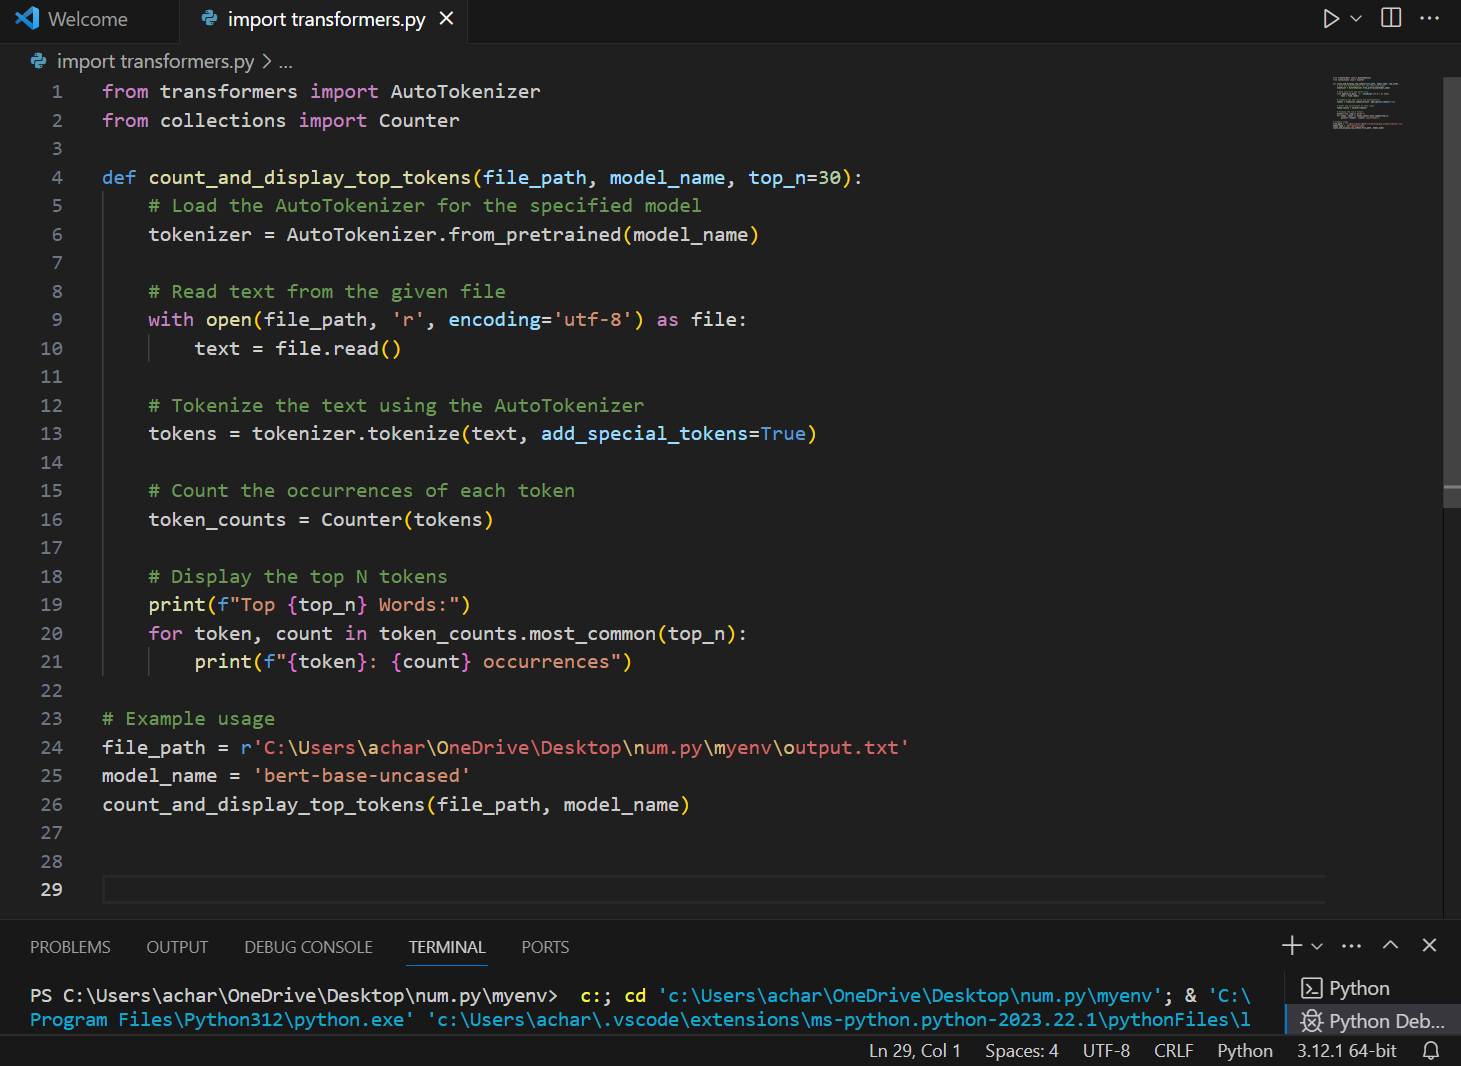 Welcome
import transformers.py
import transformers.py > ...
1 from transformers import AutoTokenizer
2 from collections import Counter
3
4 def count_and_display_top_tokens(file_path, model_name, top_n=30):
5 # Load the AutoTokenizer for the specified model
6 tokenizer = AutoTokenizer.from_pretrained(model_name)
7
8 # Read text from the given file
9 with open(file_path, 'r', encoding='utf-8') as file:
10 text = file.read()
11
12 # Tokenize the text using the AutoTokenizer
13 tokens = tokenizer.tokenize(text, add_special_tokens=True)
14
15 # Count the occurrences of each token
16 token_counts = Counter(tokens)
17
18 # Display the top N tokens
19 print(f"Top {top_n} Words:")
20 for token, count in token_counts.most_common(top_n):
21 print(f"{token}: {count} occurrences")
22
23 # Example usage
24 file_path = r'C:\Users\achar\OneDrive\Desktop\num.py\myenv\output.txt'
25 model_name = 'bert-base-uncased'
26 count_and_display_top_tokens(file_path, model_name)
27
28
29
PROBLEMS OUTPUT DEBUG CONSOLE TERMINAL PORTS
PS C:\Users\achar\OneDrive\Desktop\num.py\myenv> c:; cd 'c:\Users\achar\OneDrive\Desktop\num.py\myenv'; & 'C:\
Program Files\Python312\python.exe' 'c:\Users\achar\.vscode\extensions\ms-python.python-2023.22.1\pythonFiles\l
Python
Python Deb...
Ln 29, Col 1 Spaces: 4 UTF-8 CRLF Python 3.12.1 64-bit